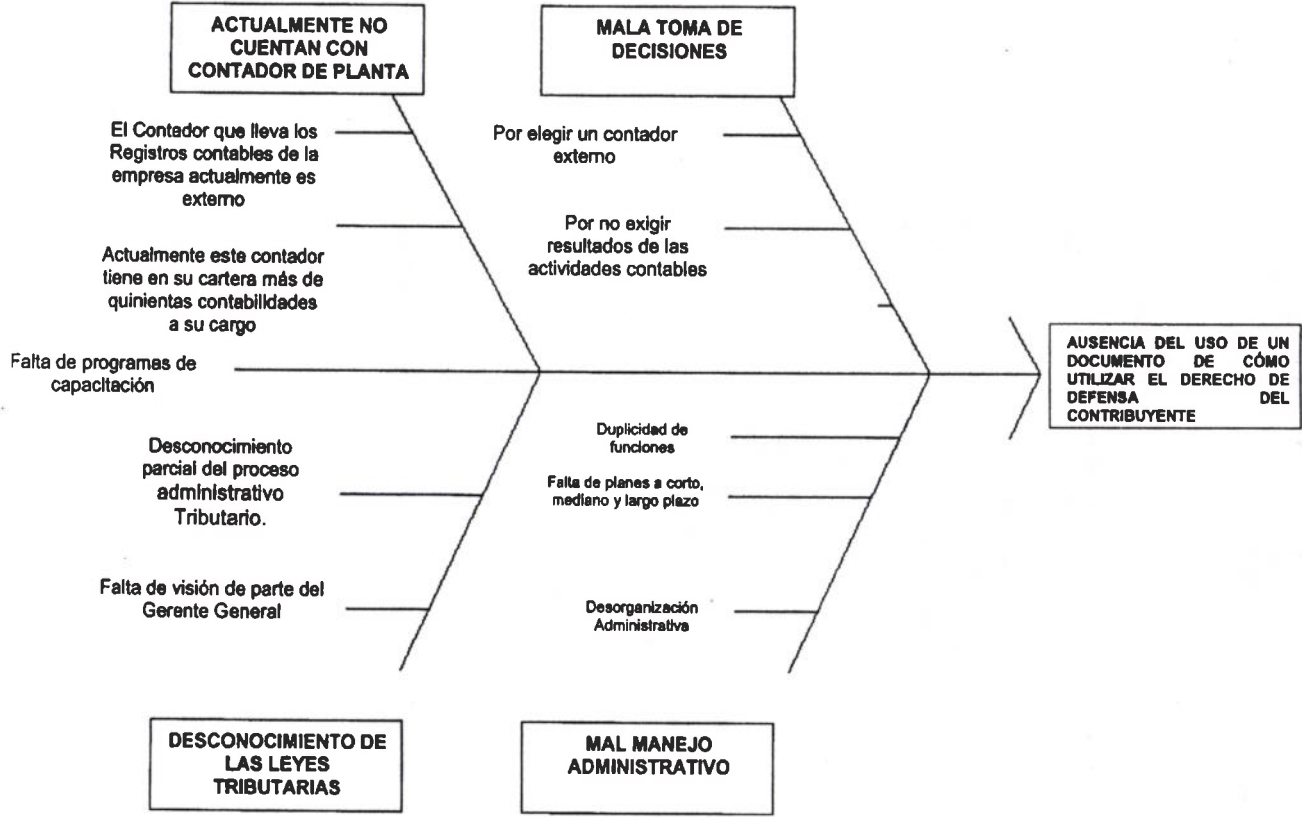 ACTUALMENTE NO
CUENTAN CON
CONTADOR DE PLANTA
MALA TOMA DE
DECISIONES
El Contador que lleva los
Registros contables de la
empresa actualmente es
externo
Actualmente este contador
tiene en su cartera más de
quinientas contabilidades
a su cargo
Por elegir un contador
externo
Por no exigir
resultados de las
actividades contables
Falta de programas de
capacitación
AUSENCIA DEL USO DE UN
DOCUMENTO DE CÓMO
UTILIZAR EL DERECHO DE
DEFENSA DEL
CONTRIBUYENTE
Desconocimiento
parcial del proceso
administrativo
Tributario.
Falta de visión de parte del
Gerente General
Duplicidad de
funciones
Falta de planes a corto,
mediano y largo plazo
Desorganización
Administrativa
DESCONOCIMIENTO DE
LAS LEYES
TRIBUTARIAS
MAL MANEJO
ADMINISTRATIVO